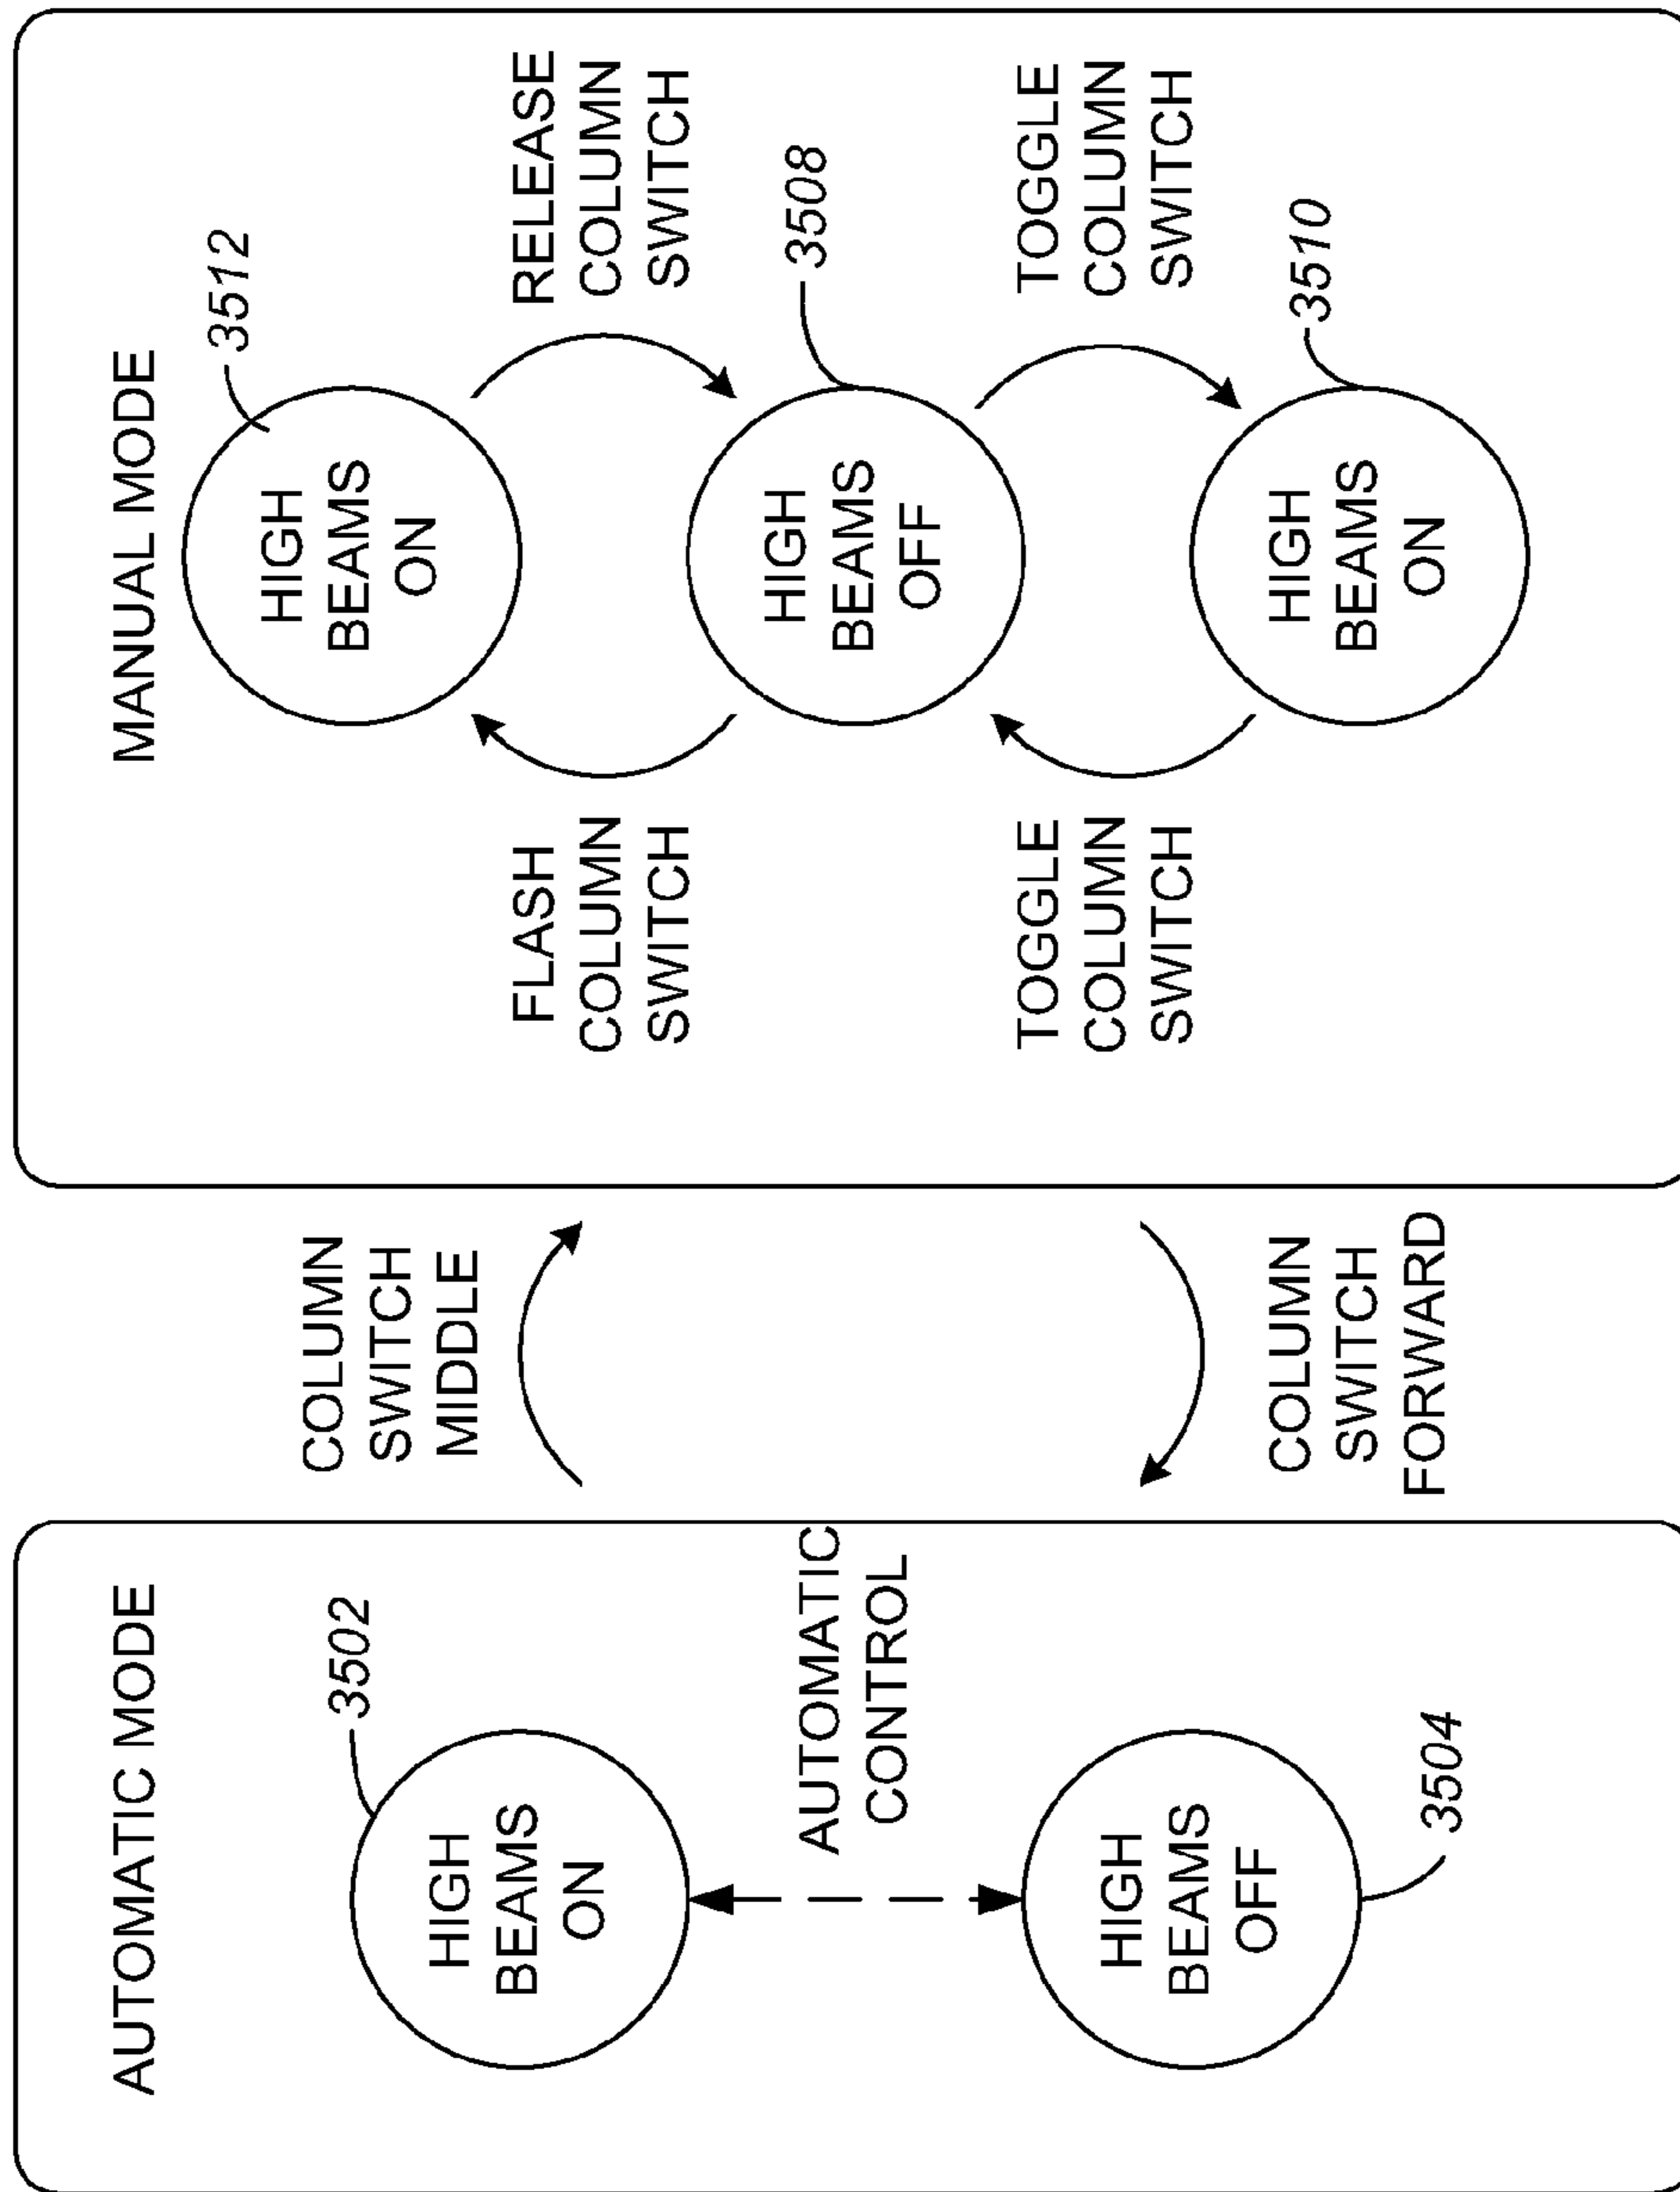 AUTOMATIC MODE
3502
HIGH
BEAMS
ON
AUTOMATIC
CONTROL
HIGH
BEAMS
OFF
3504
COLUMN
SWITCH
MIDDLE
COLUMN
SWITCH
FORWARD
MANUAL MODE
3512
HIGH
BEAMS
ON
FLASH
COLUMN
SWITCH
RELEASE
COLUMN
SWITCH
3508
HIGH
BEAMS
OFF
TOGGLE
COLUMN
SWITCH
TOGGLE
COLUMN
SWITCH
3510
HIGH
BEAMS
ON